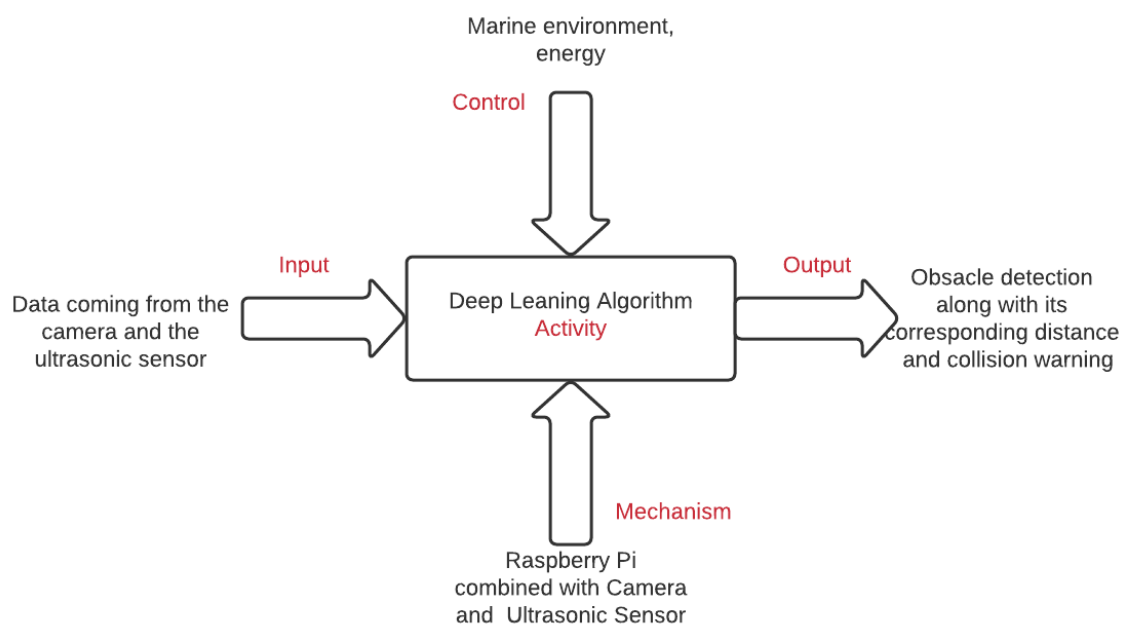 Marine environment,
energy
Control
Input
Output
Data coming from the
camera and the
ultrasonic sensor
Deep Leaning Algorithm
Activity
Obsacle detection
along with its
corresponding distance
and collision warning
Mechanism
Raspberry Pi
combined with Camera
and Ultrasonic Sensor